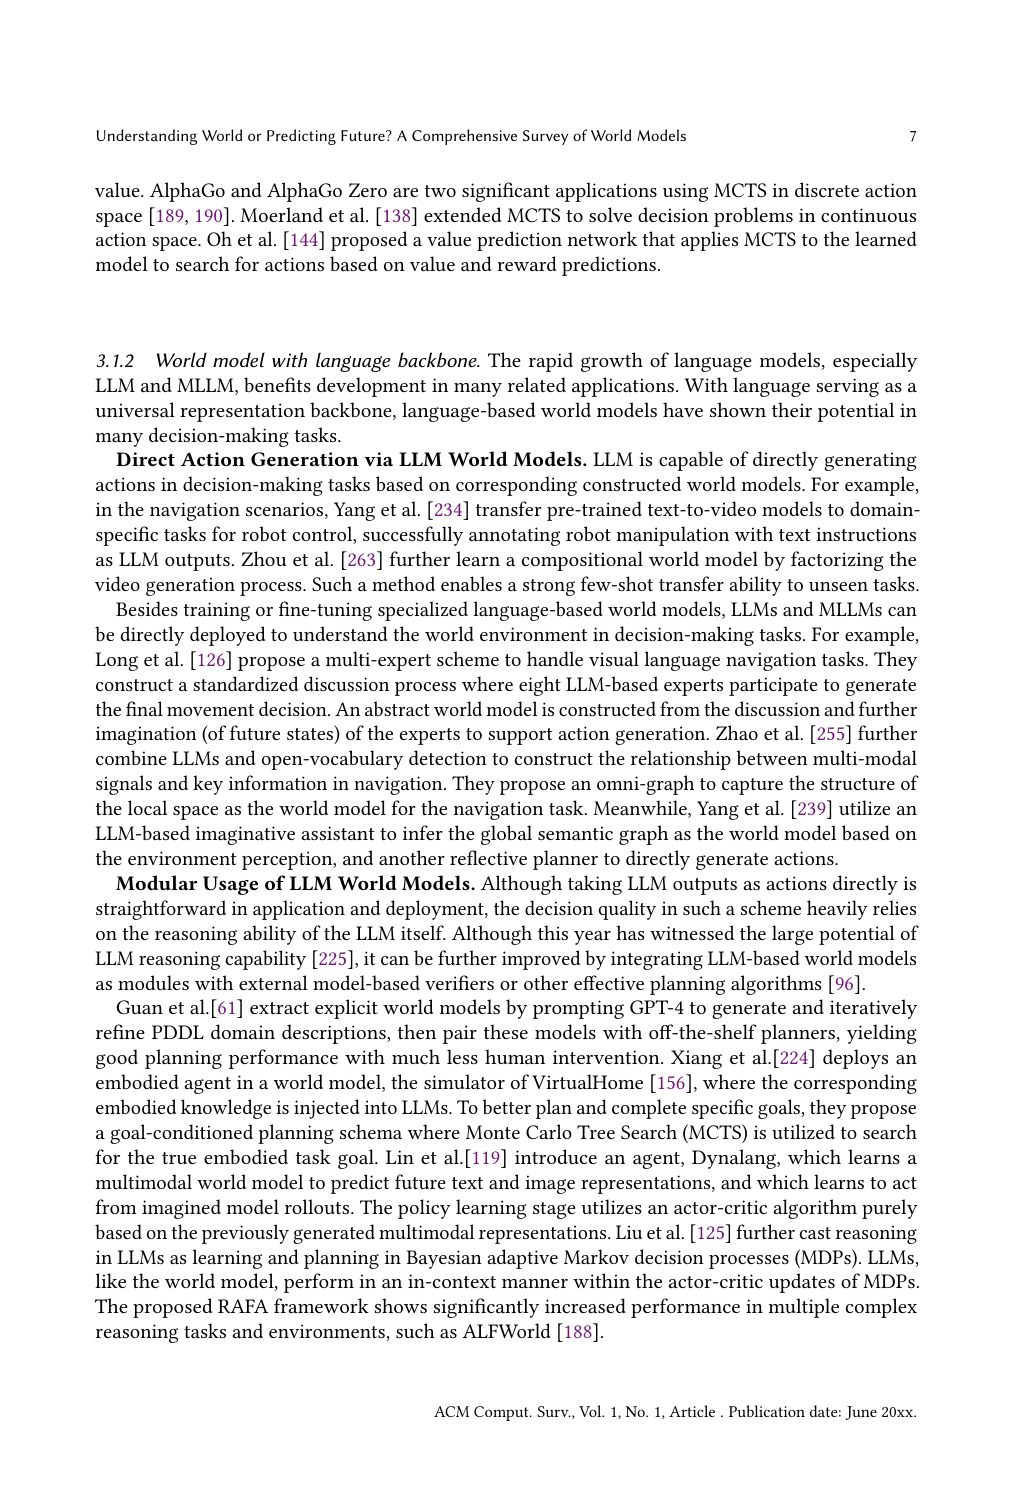 Understanding World or Predicting Future? A Comprehensive Survey of World Models 7
value. AlphaGo and AlphaGo Zero are two significant applications using MCTS in discrete action
space [189, 190]. Moerland et al. [138] extended MCTS to solve decision problems in continuous
action space. Oh et al. [144] proposed a value prediction network that applies MCTS to the learned
model to search for actions based on value and reward predictions.
3.1.2 World model with language backbone. The rapid growth of language models, especially
LLM and MLLM, benefits development in many related applications. With language serving as a
universal representation backbone, language-based world models have shown their potential in
many decision-making tasks.
Direct Action Generation via LLM World Models. LLM is capable of directly generating
actions in decision-making tasks based on corresponding constructed world models. For example,
in the navigation scenarios, Yang et al. [234] transfer pre-trained text-to-video models to domain-
specific tasks for robot control, successfully annotating robot manipulation with text instructions
as LLM outputs. Zhou et al. [263] further learn a compositional world model by factorizing the
video generation process. Such a method enables a strong few-shot transfer ability to unseen tasks.
Besides training or fine-tuning specialized language-based world models, LLMs and MLLMs can
be directly deployed to understand the world environment in decision-making tasks. For example,
Long et al. [126] propose a multi-expert scheme to handle visual language navigation tasks. They
construct a standardized discussion process where eight LLM-based experts participate to generate
the final movement decision. An abstract world model is constructed from the discussion and further
imagination (of future states) of the experts to support action generation. Zhao et al. [255] further
combine LLMs and open-vocabulary detection to construct the relationship between multi-modal
signals and key information in navigation. They propose an omni-graph to capture the structure of
the local space as the world model for the navigation task. Meanwhile, Yang et al. [239] utilize an
LLM-based imaginative assistant to infer the global semantic graph as the world model based on
the environment perception, and another reflective planner to directly generate actions.
Modular Usage of LLM World Models. Although taking LLM outputs as actions directly is
straightforward in application and deployment, the decision quality in such a scheme heavily relies
on the reasoning ability of the LLM itself. Although this year has witnessed the large potential of
LLM reasoning capability [225], it can be further improved by integrating LLM-based world models
as modules with external model-based verifiers or other effective planning algorithms [96].
Guan et al.[61] extract explicit world models by prompting GPT-4 to generate and iteratively
refine PDDL domain descriptions, then pair these models with off-the-shelf planners, yielding
good planning performance with much less human intervention. Xiang et al.[224] deploys an
embodied agent in a world model, the simulator of VirtualHome [156], where the corresponding
embodied knowledge is injected into LLMs. To better plan and complete specific goals, they propose
a goal-conditioned planning schema where Monte Carlo Tree Search (MCTS) is utilized to search
for the true embodied task goal. Lin et al.[119] introduce an agent, Dynalang, which learns a
multimodal world model to predict future text and image representations, and which learns to act
from imagined model rollouts. The policy learning stage utilizes an actor-critic algorithm purely
based on the previously generated multimodal representations. Liu et al. [125] further cast reasoning
in LLMs as learning and planning in Bayesian adaptive Markov decision processes (MDPs). LLMs,
like the world model, perform in an in-context manner within the actor-critic updates of MDPs.
The proposed RAFA framework shows significantly increased performance in multiple complex
reasoning tasks and environments, such as ALFWorld [188].
ACM Comput. Surv., Vol. 1, No. 1, Article . Publication date: June 20xx.